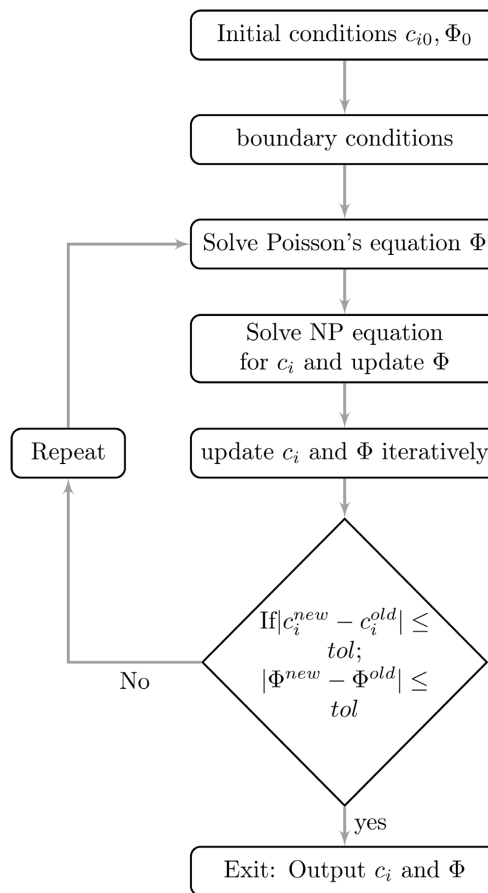 Initial conditions $c_{i0}, \Phi_0$
boundary conditions
Solve Poisson's equation $\Phi$
Solve NP equation
for $c_i$ and update $\Phi$
Repeat
update $c_i$ and $\Phi$ iteratively
If$|c_i^{new} - c_i^{old}| \leq$
$tol$;
$|\Phi^{new} - \Phi^{old}| \leq$
$tol$
No
yes
Exit: Output $c_i$ and $\Phi$